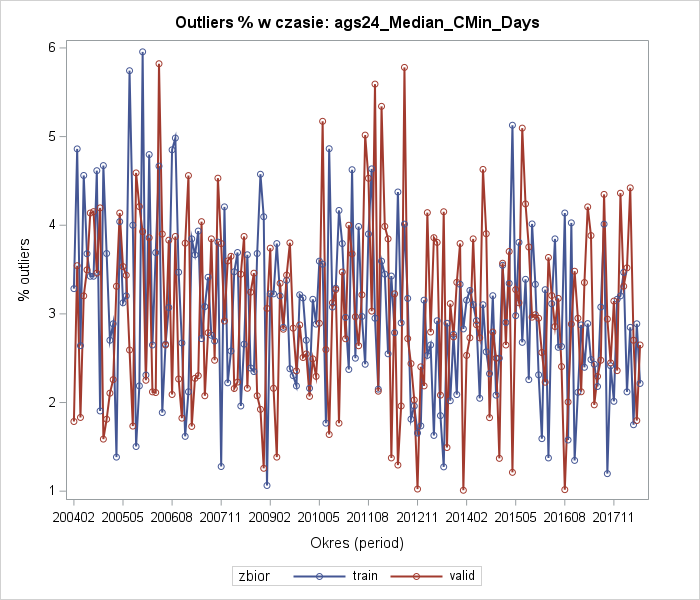 Outliers % w czasie: ags24_Median_CMin_Days
% outliers
6
5
4
3
2
1
200402 200505 200608 200711 200902 201005 201108 201211 201402 201505 201608 201711
Okres (period)
zbior train valid